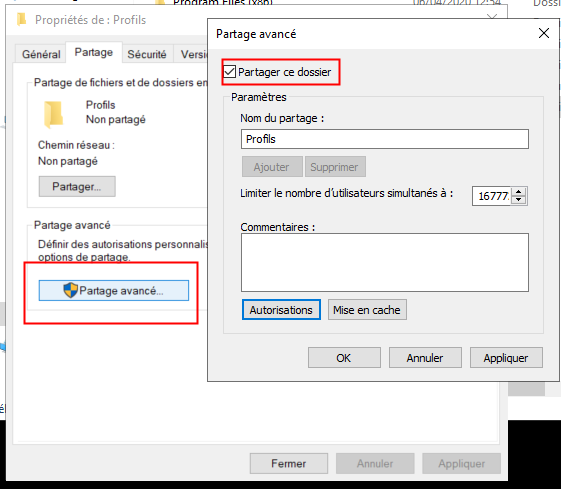 Program Files (x86)
06/04/2020 12:54
Dossi
Propriétés de : Profils
Général
Partage
Sécurité
Versi
Partage de fichiers et de dossiers en
Profils
Non partagé
Chemin réseau :
Non partagé
Partager...
Partage avancé
Définir des autorisations personnalis
options de partage.
Partage avancé...
Fermer
Annuler
Appliquer
Partage avancé
Partager ce dossier
Paramètres
Nom du partage :
Profils
Ajouter
Supprimer
Limiter le nombre d'utilisateurs simultanés à :
16777
Commentaires :
Autorisations
Mise en cache
OK
Annuler
Appliquer